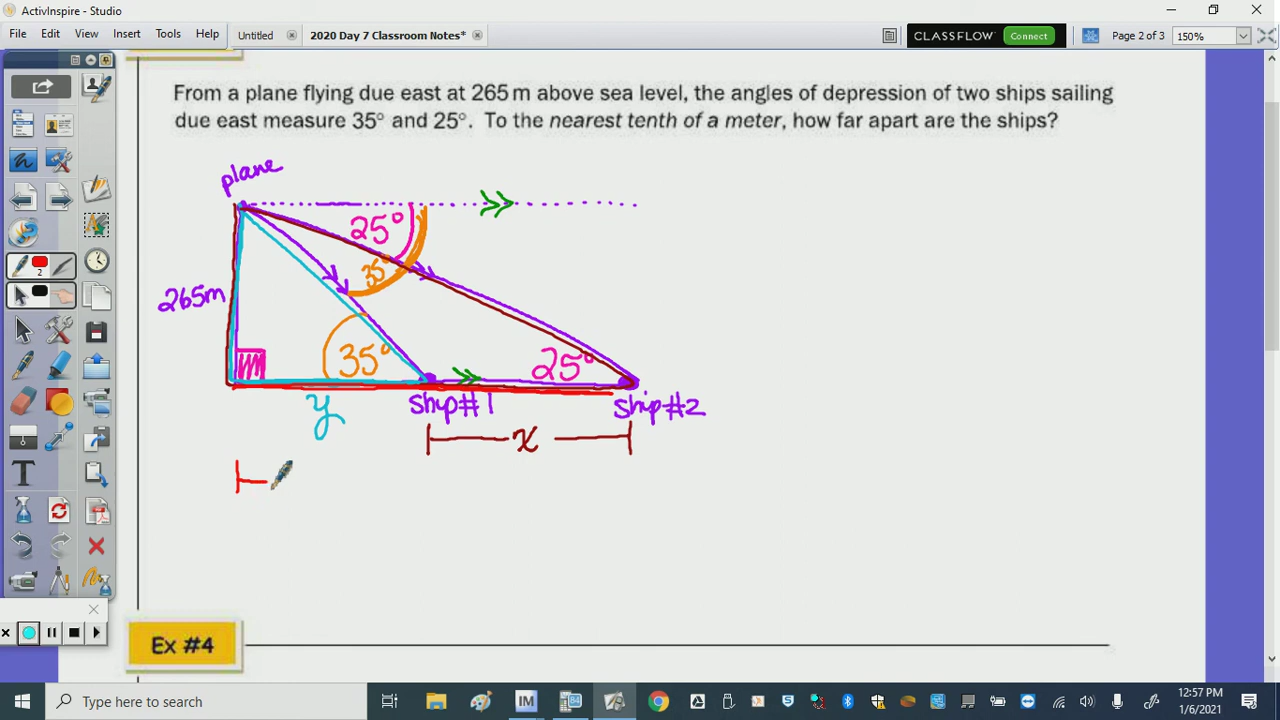 ActivInspire - Studio
File Edit View Insert Tools Help
Untitled
2020 Day 7 Classroom Notes*
CLASSFLOW Connect
Page 2 of 3
150%
From a plane flying due east at 265 m above sea level, the angles of depression of two ships sailing
due east measure 35° and 25°. To the nearest tenth of a meter, how far apart are the ships?
plane
25°
35°
265m
35°
25°
y
ship#1
ship#2
x
2
T
Ex #4
Type here to search
IM
12:57 PM
1/6/2021